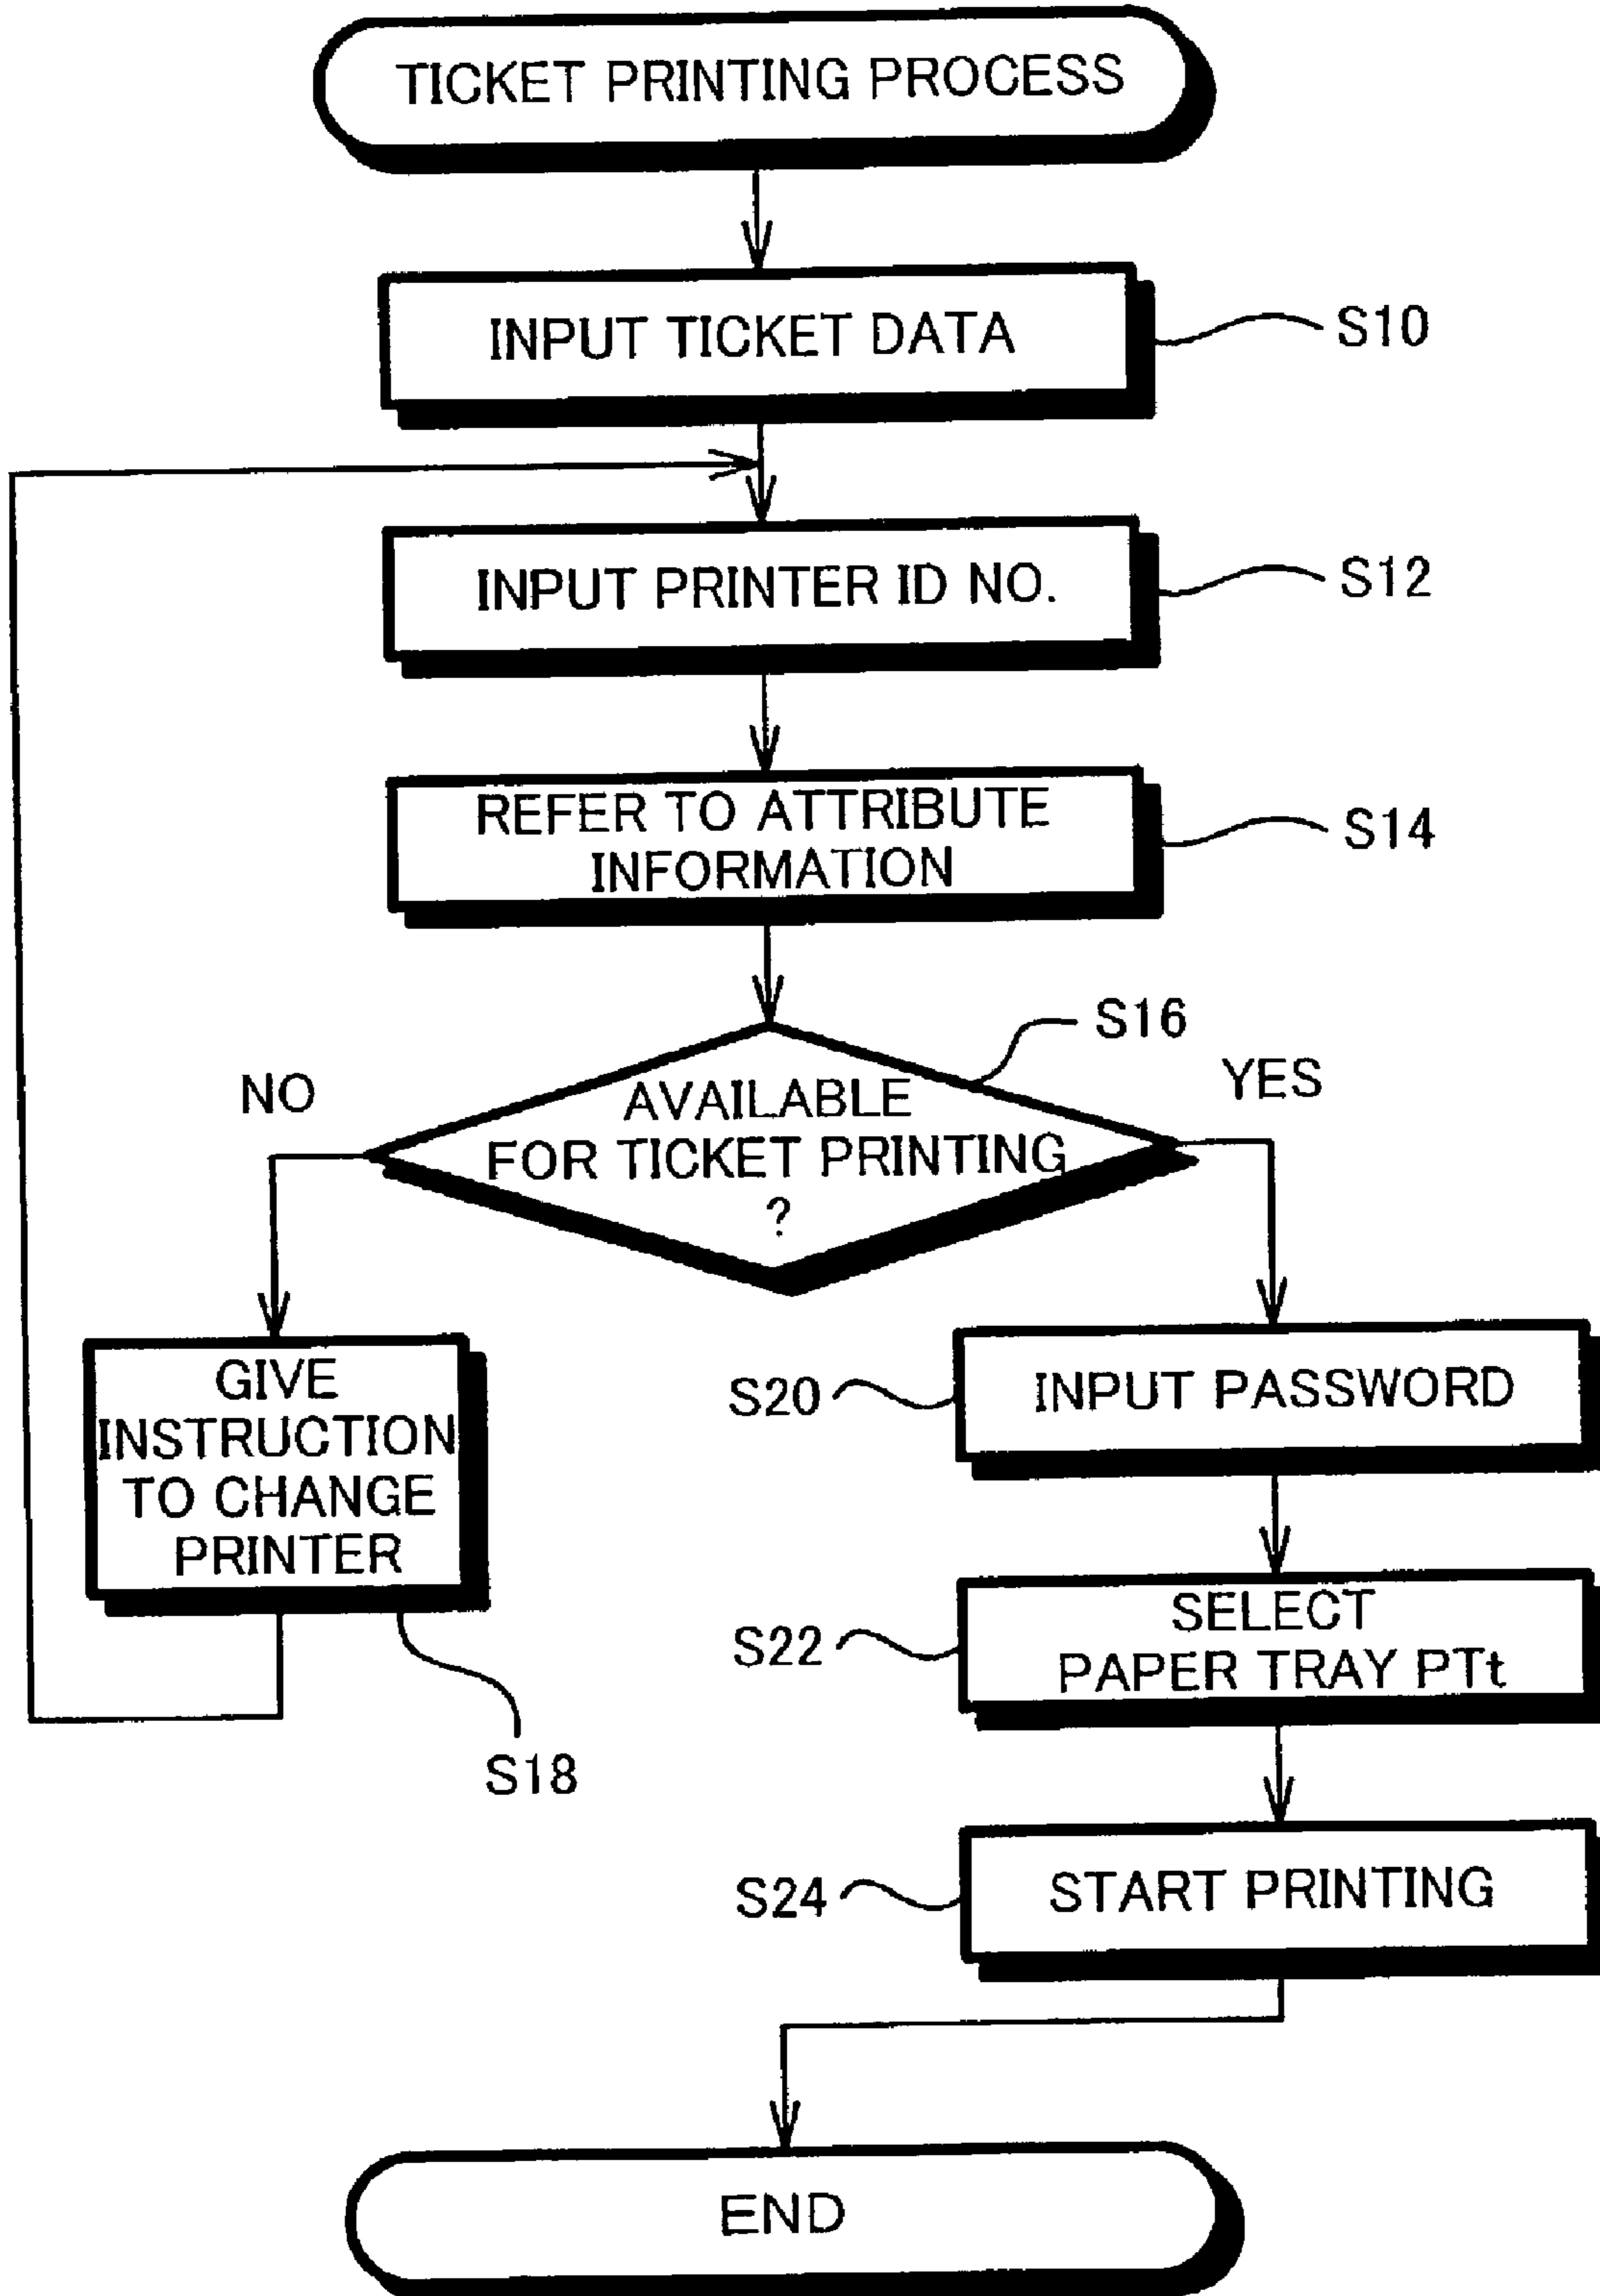 TICKET PRINTING PROCESS
INPUT TICKET DATA
S10
INPUT PRINTER ID NO.
S12
REFER TO ATTRIBUTE
INFORMATION
S14
S16
NO
YES
AVAILABLE
FOR TICKET PRINTING
?
GIVE
INSTRUCTION
TO CHANGE
PRINTER
S18
S20
INPUT PASSWORD
S22
SELECT
PAPER TRAY PTt
S24
START PRINTING
END